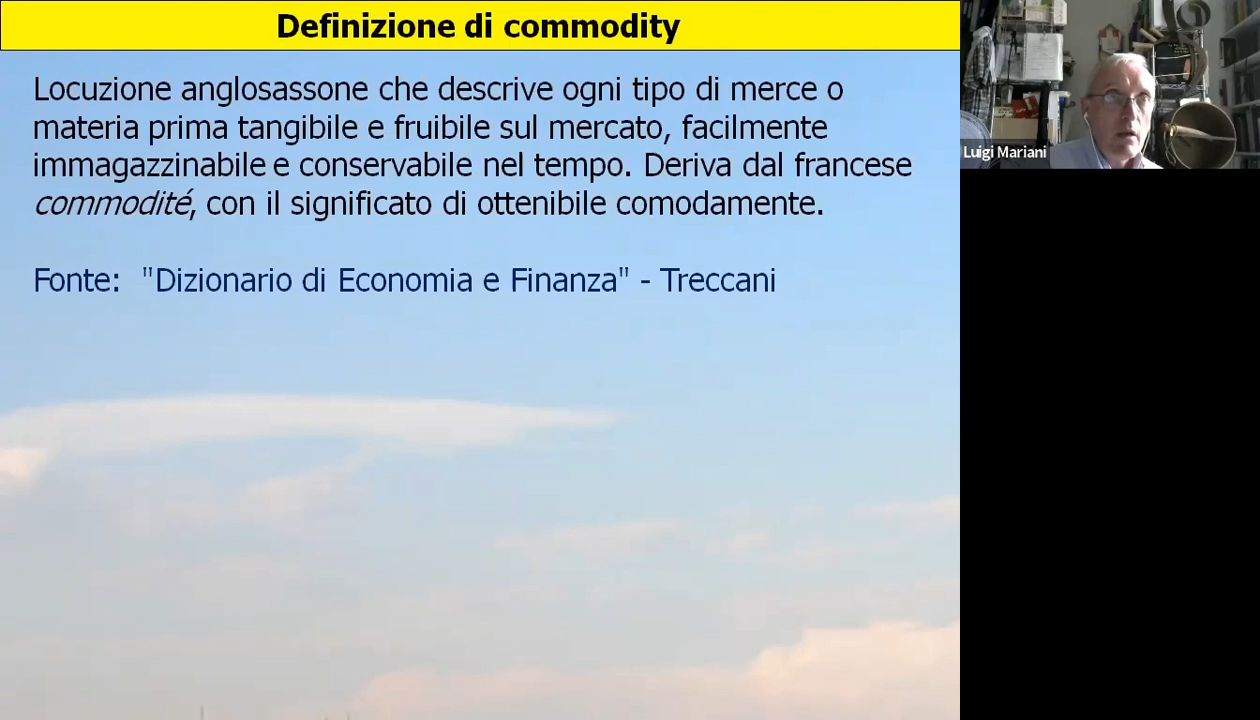 Definizione di commodity
Locuzione anglosassone che descrive ogni tipo di merce o
materia prima tangibile e fruibile sul mercato, facilmente
immagazzinabile e conservabile nel tempo. Deriva dal francese
commodité, con il significato di ottenibile comodamente.
Fonte: "Dizionario di Economia e Finanza" - Treccani
Luigi Mariani